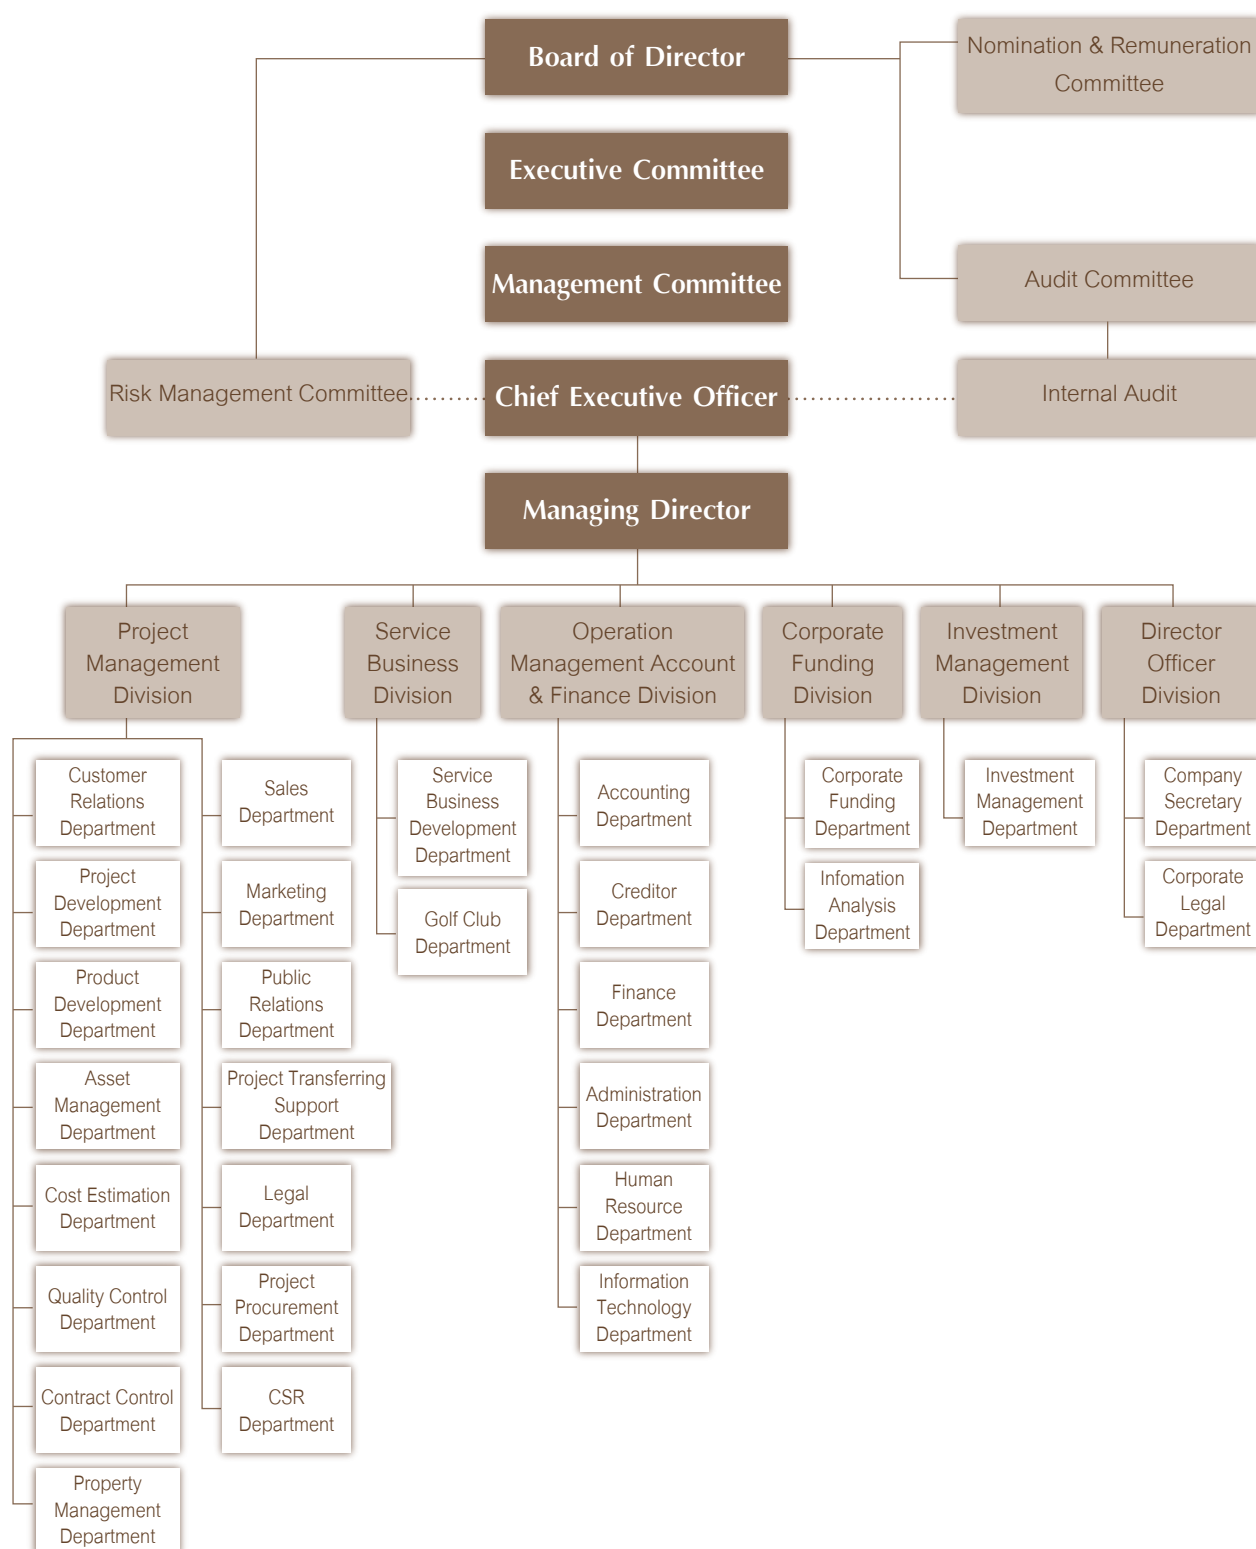 Board of Director
Nomination & Remuneration
Committee
Executive Committee
Management Committee
Audit Committee
Risk Management Committee
Chief Executive Officer
Internal Audit
Managing Director
Project
Management
Division
Service
Business
Division
Operation
Management Account
& Finance Division
Corporate
Funding
Division
Investment
Management
Division
Director
Officer
Division
Customer
Relations
Department
Project
Development
Department
Product
Development
Department
Asset
Management
Department
Cost Estimation
Department
Quality Control
Department
Contract Control
Department
Property
Management
Department
Sales
Department
Marketing
Department
Public
Relations
Department
Project Transferring
Support
Department
Legal
Department
Project
Procurement
Department
CSR
Department
Service
Business
Development
Department
Golf Club
Department
Accounting
Department
Creditor
Department
Finance
Department
Administration
Department
Human
Resource
Department
Information
Technology
Department
Corporate
Funding
Department
Infomation
Analysis
Department
Investment
Management
Department
Company
Secretary
Department
Corporate
Legal
Department